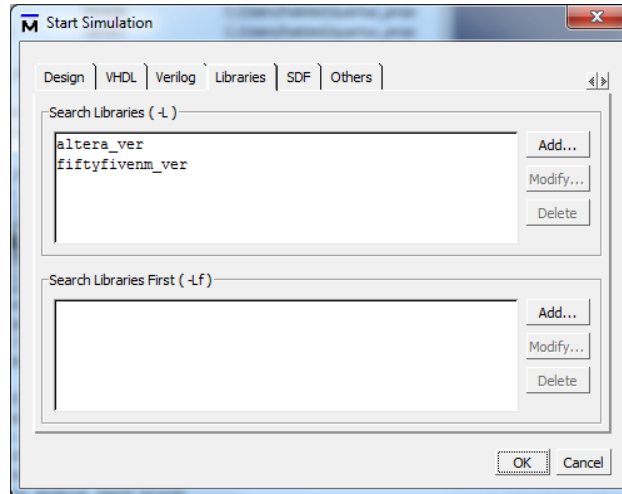 M Start Simulation
x
Design VHDL Verilog Libraries SDF Others
Search Libraries ( -L )
altera_ver
fiftyfivenm_ver
Add...
Modify...
Delete
Search Libraries First ( -Lf )
Add...
Modify...
Delete
OK Cancel